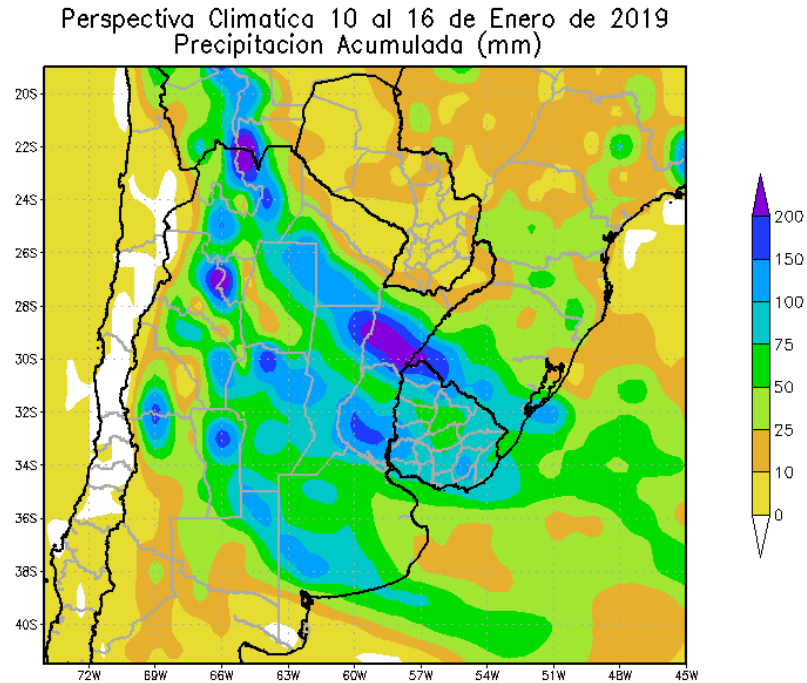 Perspectiva Climatica 10 al 16 de Enero de 2019
Precipitacion Acumulada (mm)
20S
22S
24S
26S
28S
30S
32S
34S
36S
38S
40S
72W 69W 66W 63W 60W 57W 54W 51W 48W 45W
200
150
100
75
50
25
10
0